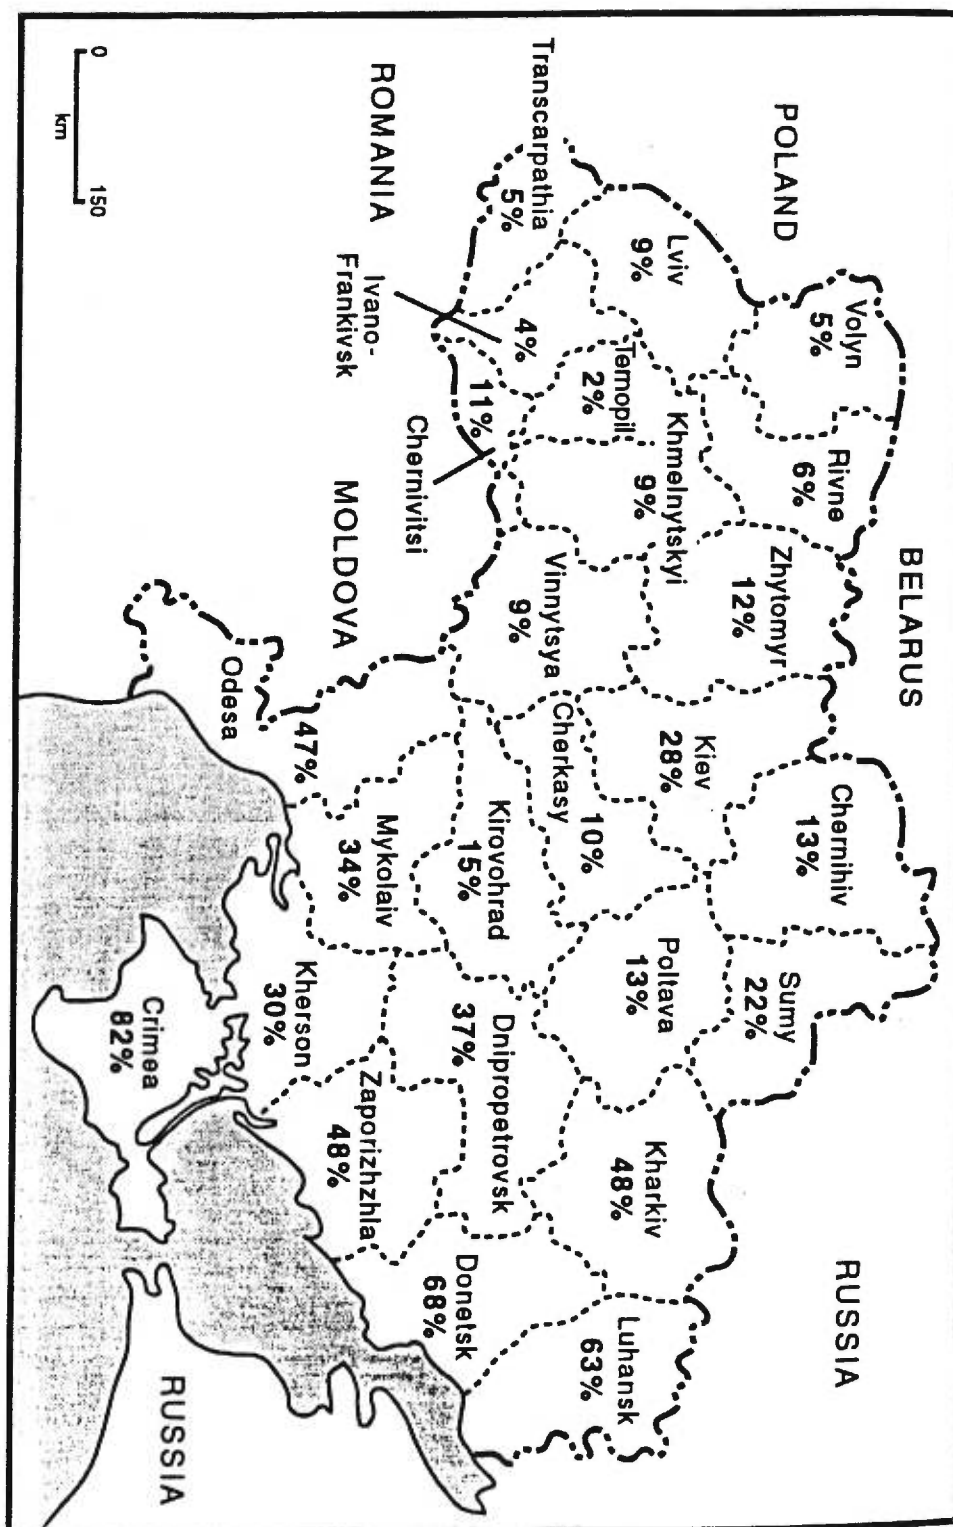 POLAND
BELARUS
RUSSIA
Volyn
5%
Rivne
6%
Zhytomyr
12%
Chernihiv
13%
Sumy
22%
Lviv
9%
Khmelnytskyi
9%
Kiev
28%
Poltava
13%
Kharkiv
48%
Luhansk
63%
Ternopil
2%
Transcarpathia
5%
4%
Ivano-
Frankivsk
11%
Chernivitsi
Vinnytsya
9%
Cherkasy
10%
Kirovohrad
15%
Dnipropetrovsk
37%
Donetsk
68%
ROMANIA
MOLDOVA
47%
Odesa
Mykolaiv
34%
Kherson
30%
Zaporizhzhla
48%
Crimea
82%
RUSSIA
0
150
km